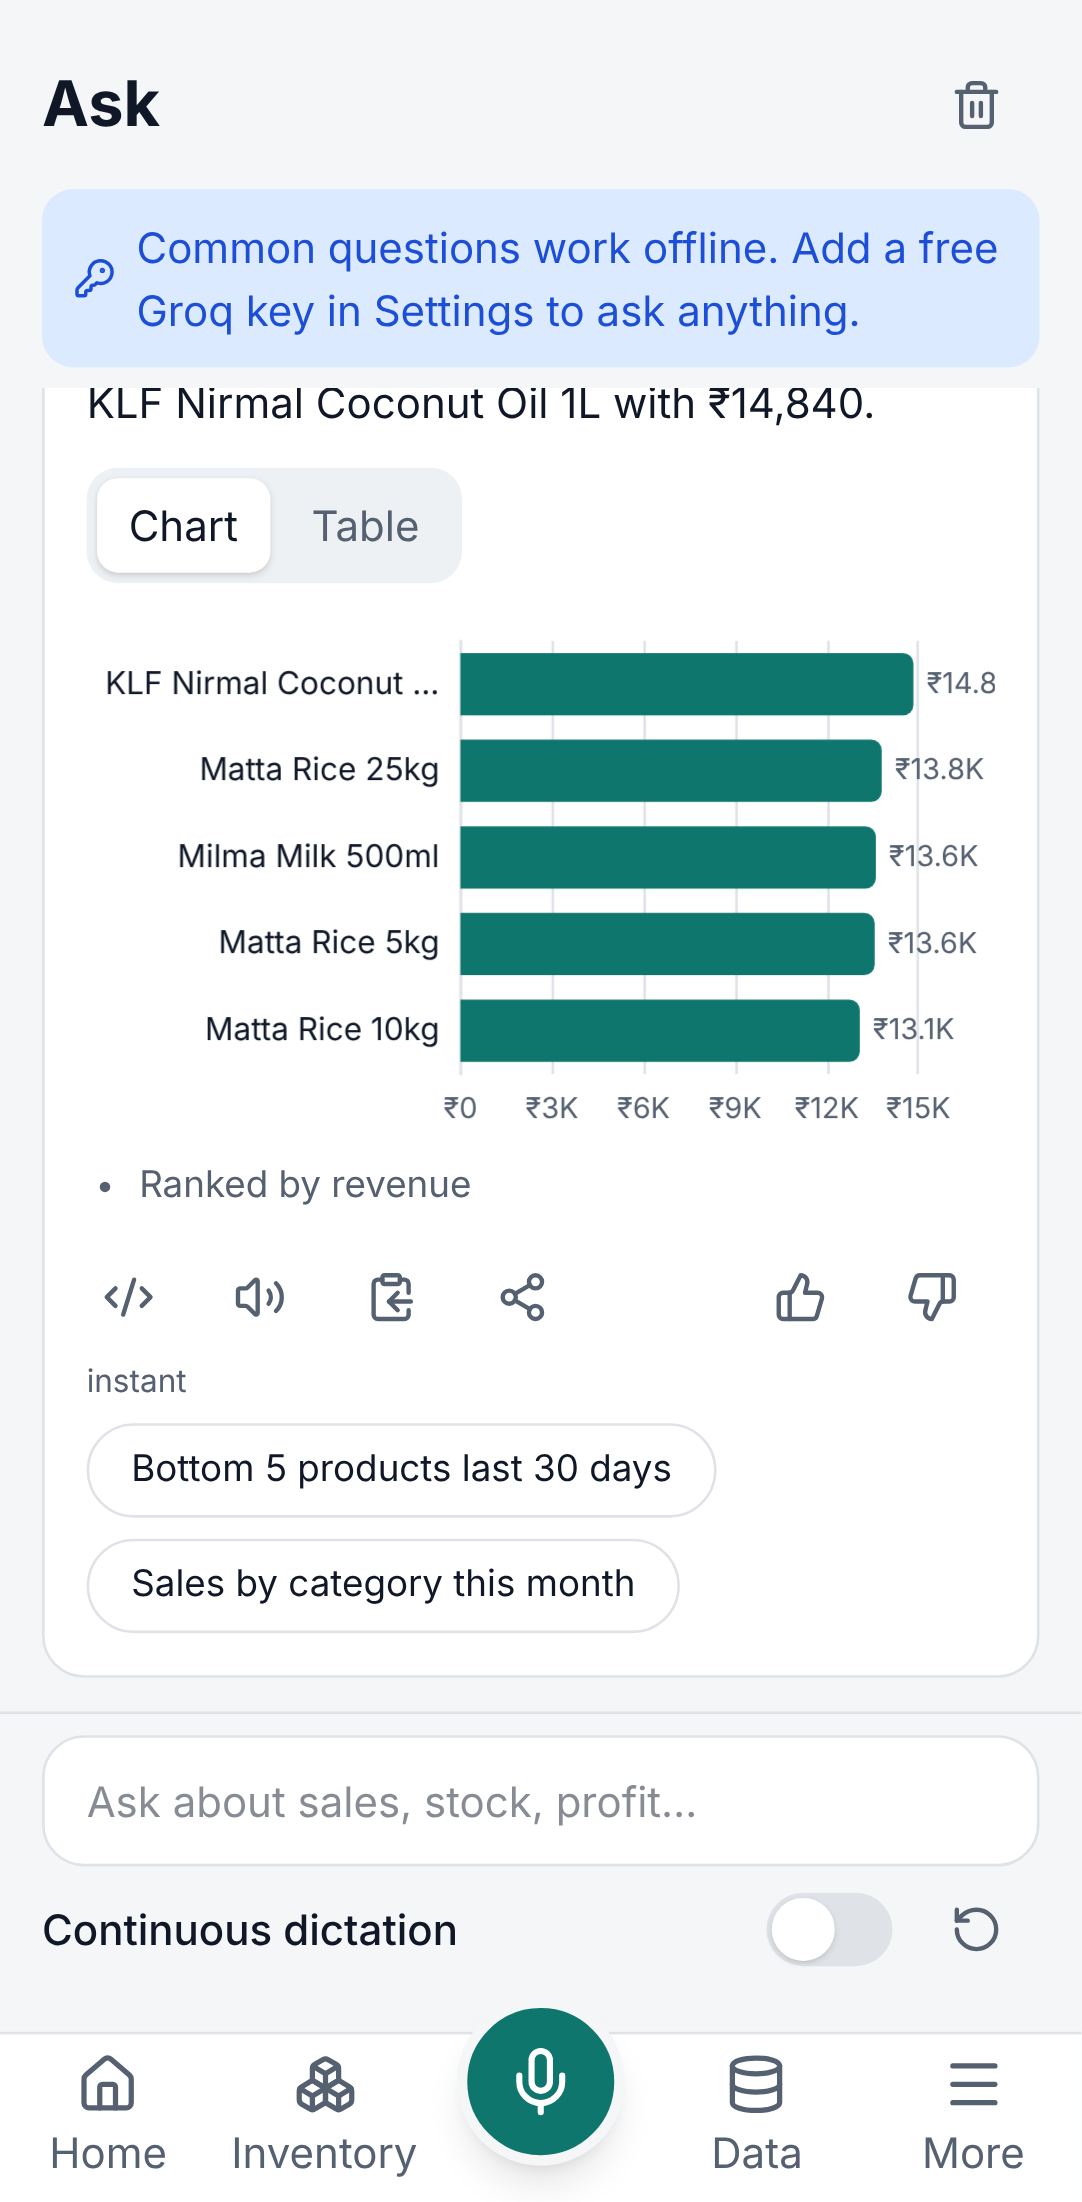 Ask
Common questions work offline. Add a free
Groq key in Settings to ask anything.
KLF Nirmal Coconut Oil 1L with ₹14,840.
Chart Table
KLF Nirmal Coconut ... ₹14.8
Matta Rice 25kg ₹13.8K
Milma Milk 500ml ₹13.6K
Matta Rice 5kg ₹13.6K
Matta Rice 10kg ₹13.1K
₹0 ₹3K ₹6K ₹9K ₹12K ₹15K
• Ranked by revenue
instant
Bottom 5 products last 30 days
Sales by category this month
Ask about sales, stock, profit...
Continuous dictation
Home Inventory Data More